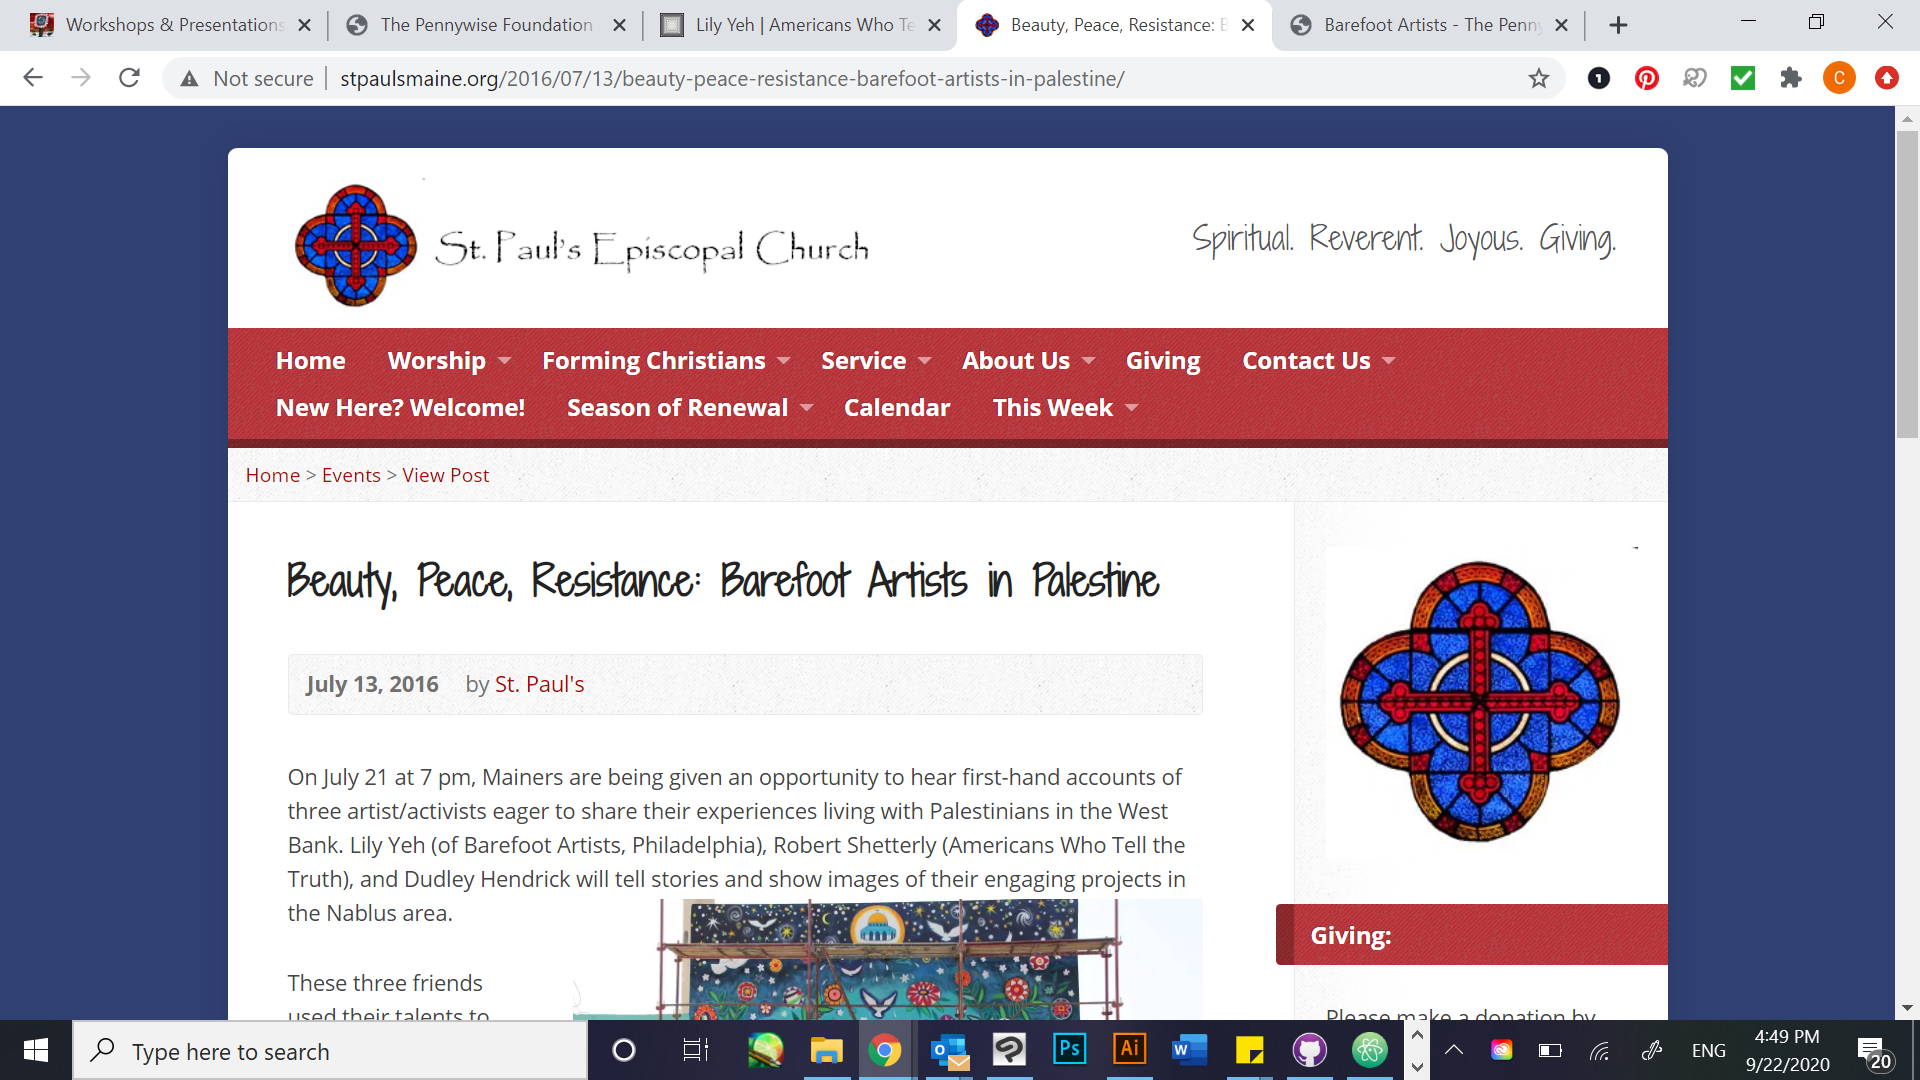 Workshops & Presentations
The Pennywise Foundation
Lily Yeh | Americans Who Te
Beauty, Peace, Resistance: B
Barefoot Artists - The Penny
Not secure
stpaulsmaine.org/2016/07/13/beauty-peace-resistance-barefoot-artists-in-palestine/
C
St. Paul's Episcopal Church
Spiritual. Reverent. Joyous. Giving.
Home Worship Forming Christians Service About Us Giving Contact Us
New Here? Welcome! Season of Renewal Calendar This Week
Home > Events > View Post
Beauty, Peace, Resistance: Barefoot Artists in Palestine
July 13, 2016 by St. Paul's
On July 21 at 7 pm, Mainers are being given an opportunity to hear first-hand accounts of
three artist/activists eager to share their experiences living with Palestinians in the West
Bank. Lily Yeh (of Barefoot Artists, Philadelphia), Robert Shetterly (Americans Who Tell the
Truth), and Dudley Hendrick will tell stories and show images of their engaging projects in
the Nablus area.
These three friends
used their talents to
Giving:
Please make a donation by
Type here to search
Ps
Ai
W
ENG
4:49 PM
9/22/2020
20